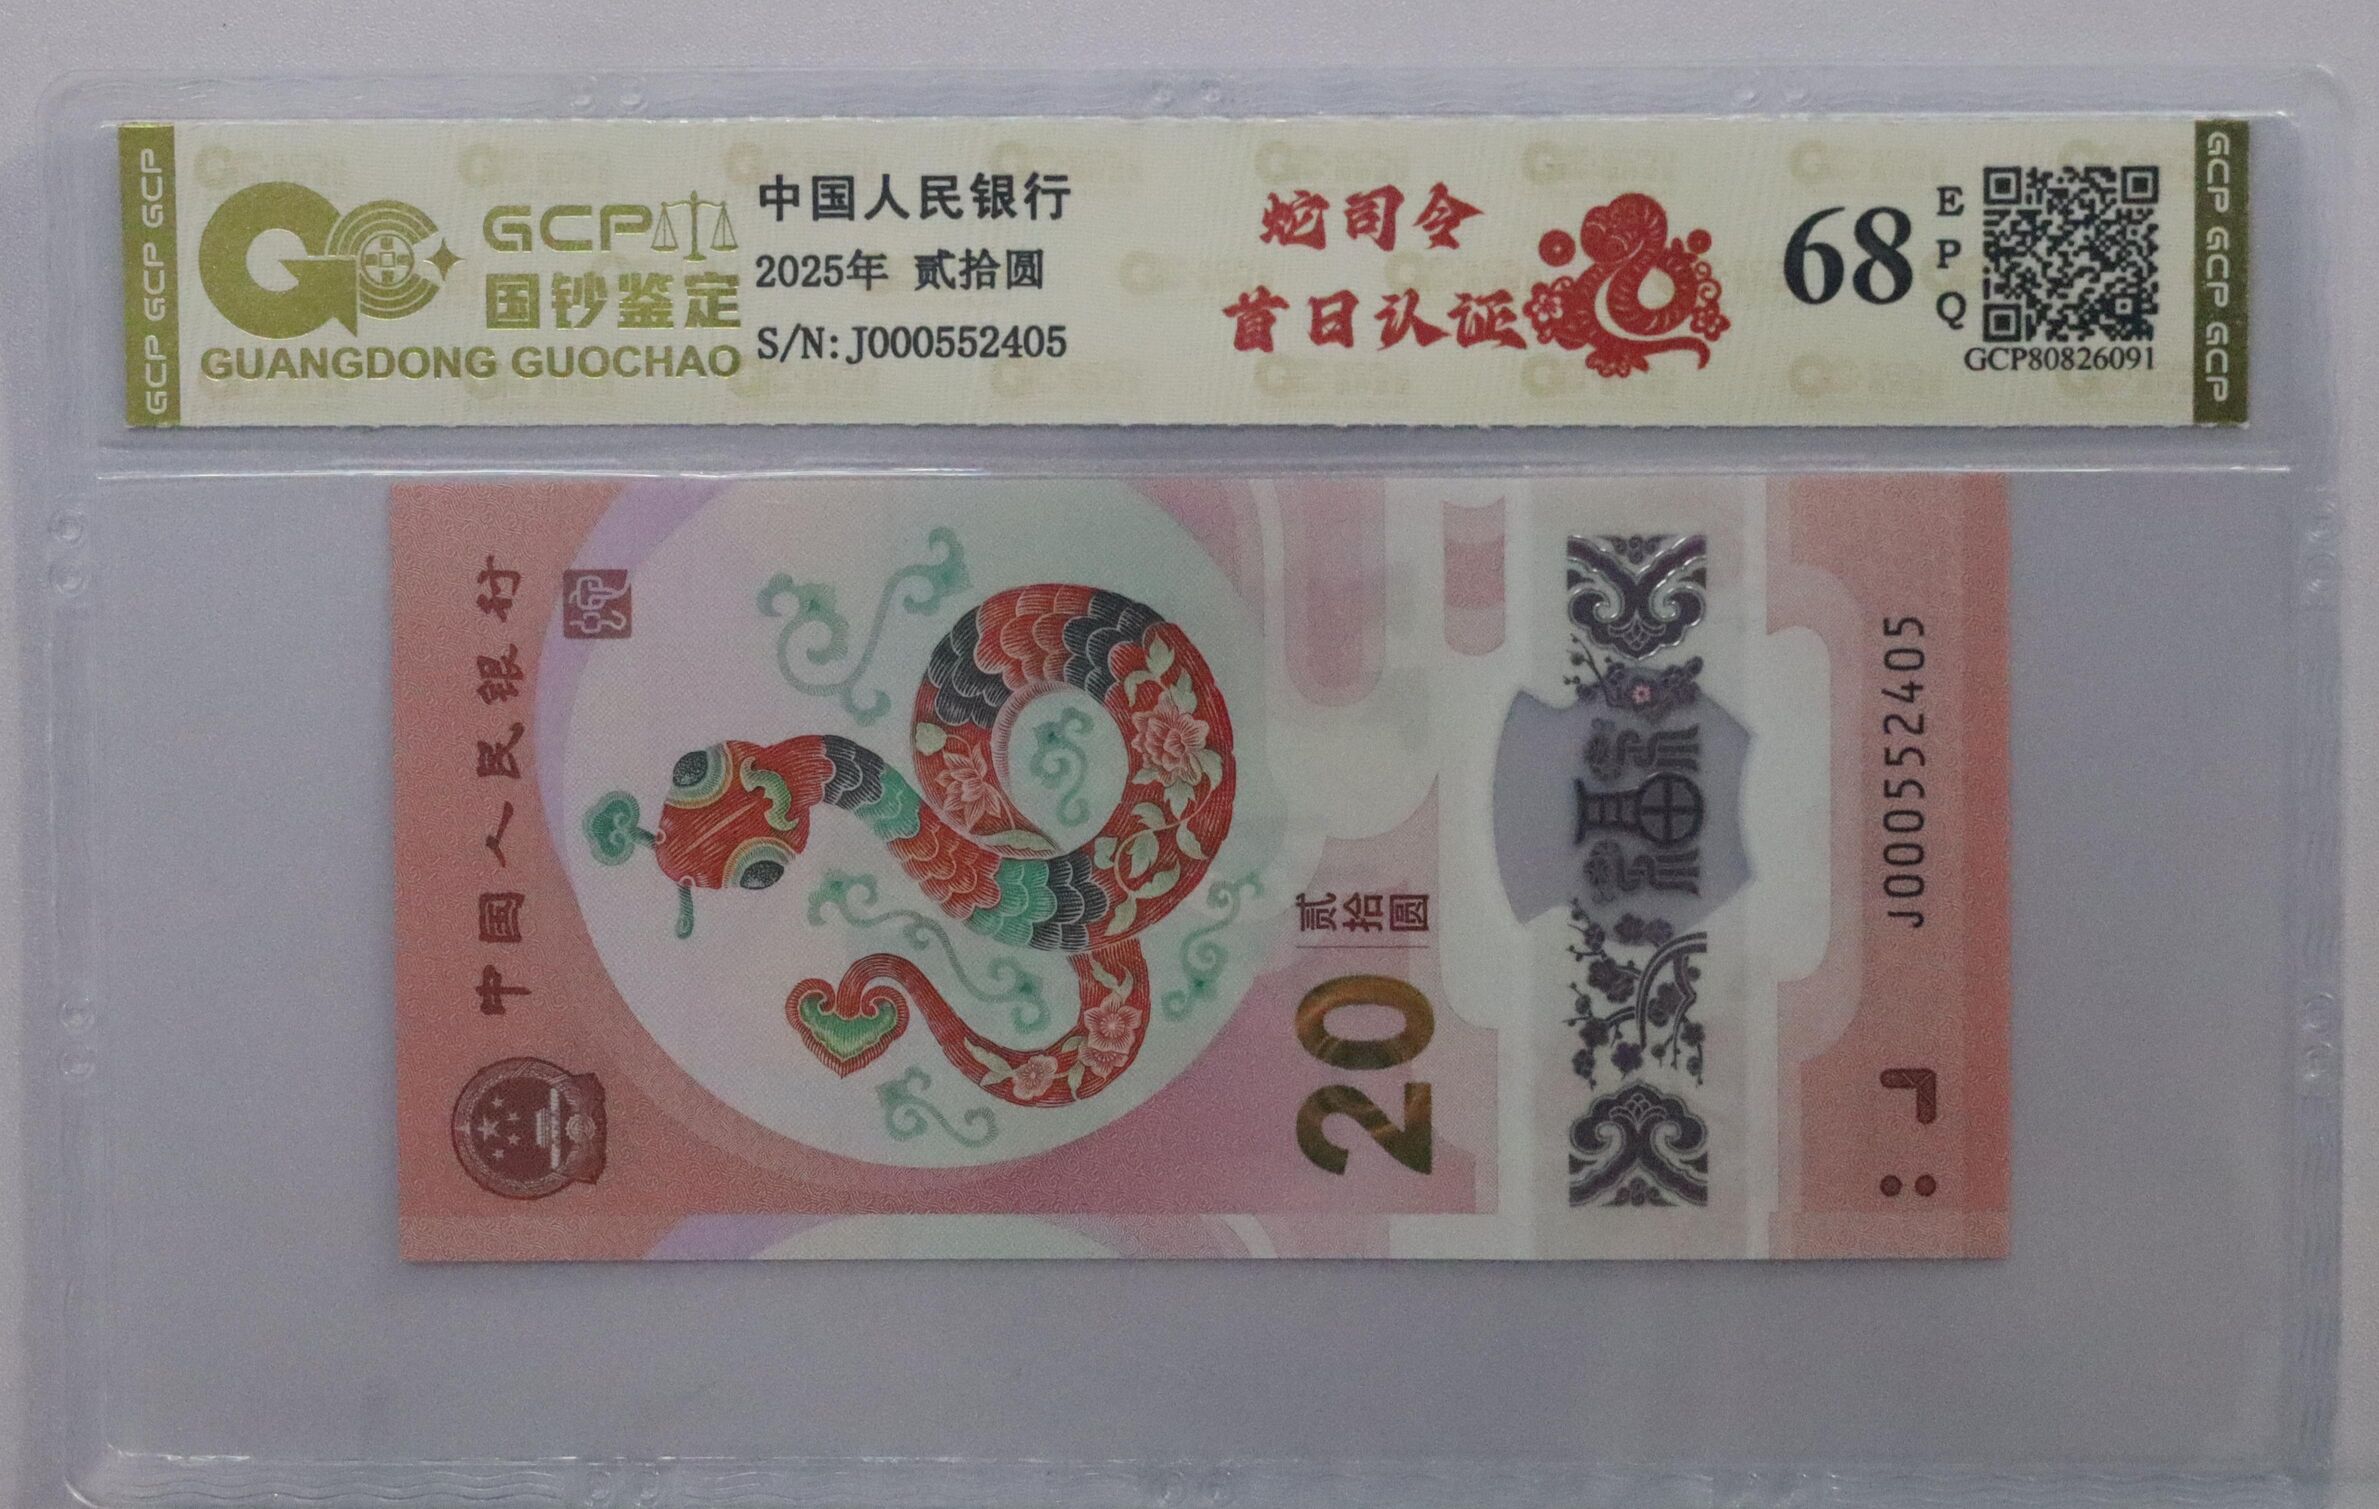 GCP GCP GCP
GCP
国钞鉴定
GUANGDONG GUOCHAO
中国人民银行
2025年 贰拾圆
S/N: J000552405
蛇司令
首日认证
68
EPQ
GCP80826091
GCP GCP GCP
中国人民银行
20
贰拾圆
J000552405